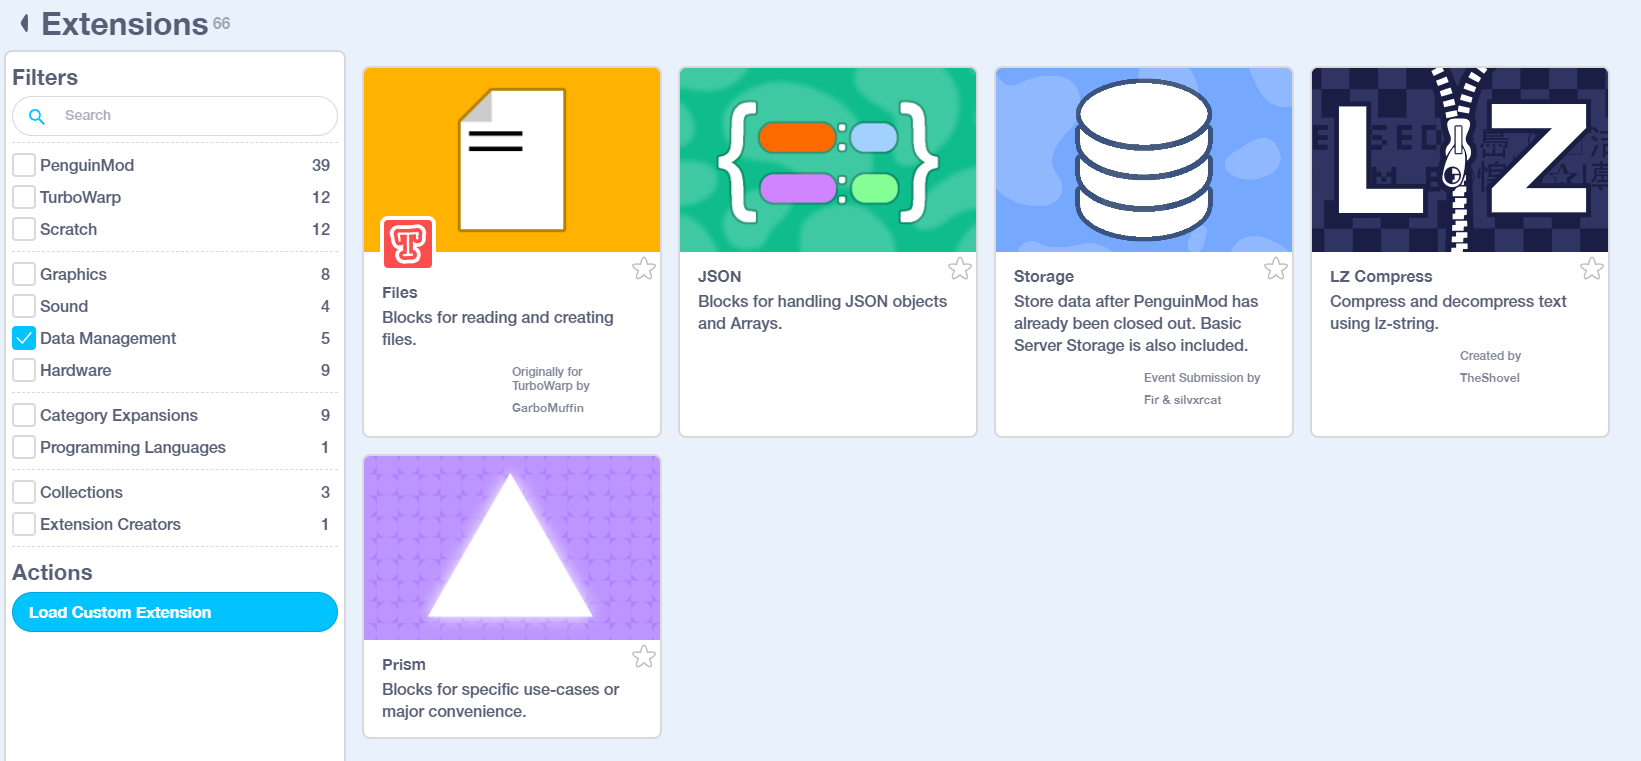 Extensions 66
Filters
Search
PenguinMod 39
TurboWarp 12
Scratch 12
Graphics 8
Sound 4
Data Management 5
Hardware 9
Category Expansions 9
Programming Languages 1
Collections 3
Extension Creators 1
Actions
Load Custom Extension
Files
Blocks for reading and creating
files.
Originally for
TurboWarp by
GarboMuffin
{ : : }
JSON
Blocks for handling JSON objects
and Arrays.
Storage
Store data after PenguinMod has
already been closed out. Basic
Server Storage is also included.
Event Submission by
Fir & silvxrcat
LZ
LZ Compress
Compress and decompress text
using lz-string.
Created by
TheShovel
Prism
Blocks for specific use-cases or
major convenience.